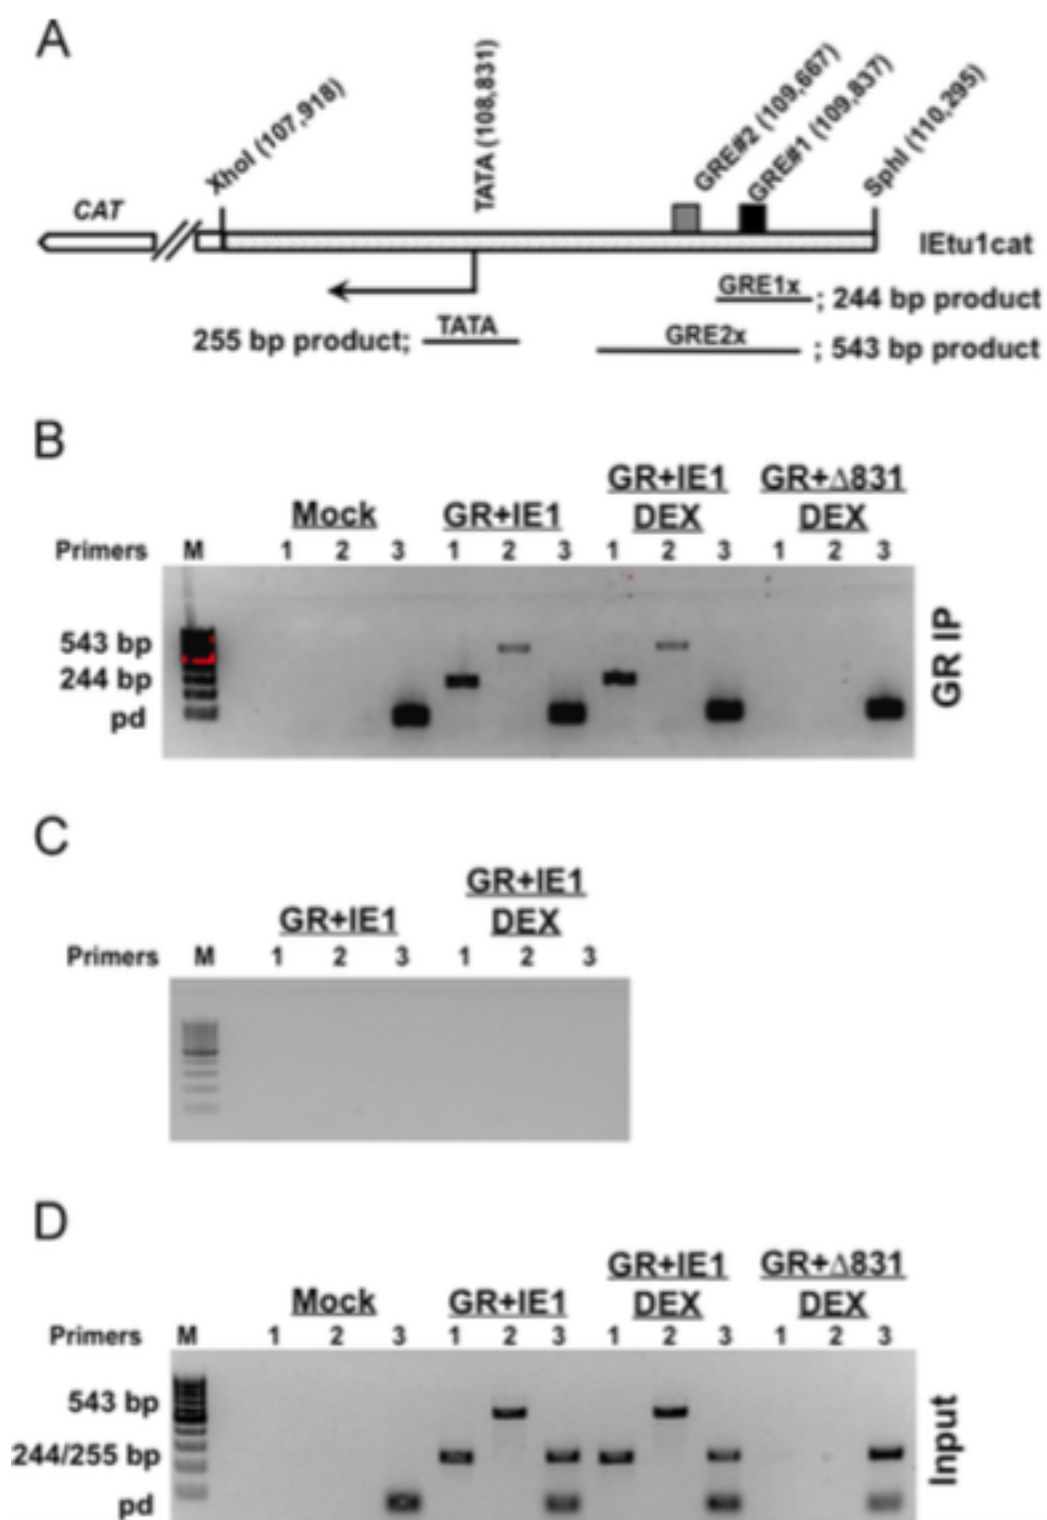 A
XhoI (107,918)
TATA (108,831)
GRE#2 (109,667)
GRE#1 (109,837)
SphI (110,295)
CAT
IEtu1cat
GRE1x ; 244 bp product
255 bp product; TATA
GRE2x ; 543 bp product
B
GR+IE1 GR+Δ831
Mock GR+IE1 DEX DEX
Primers M 1 2 3 1 2 3 1 2 3 1 2 3
543 bp
244 bp
pd
GR IP
C
GR+IE1
GR+IE1 DEX
Primers M 1 2 3 1 2 3
D
GR+IE1 GR+Δ831
Mock GR+IE1 DEX DEX
Primers M 1 2 3 1 2 3 1 2 3 1 2 3
543 bp
244/255 bp
pd
Input